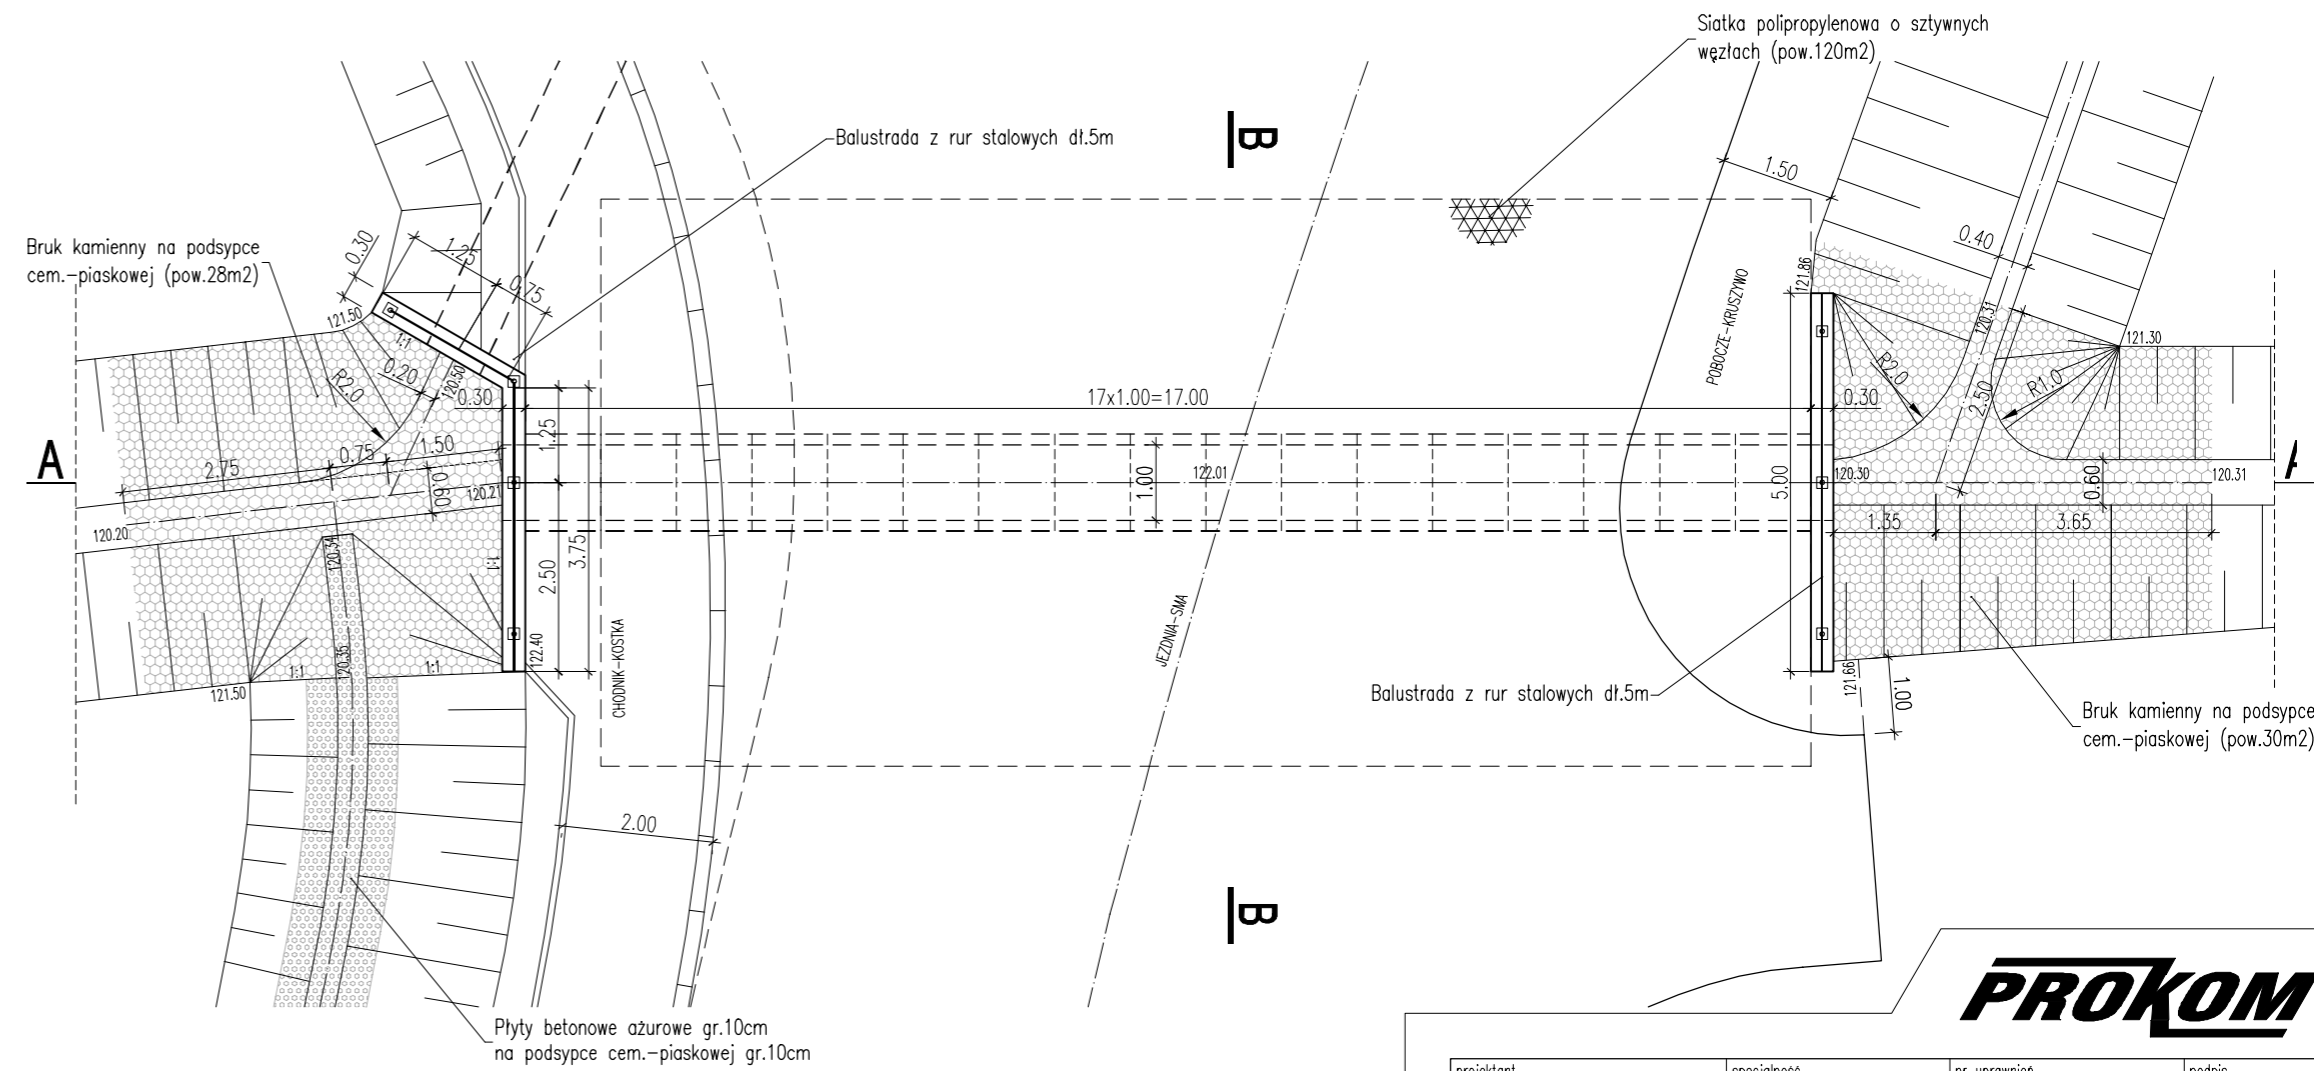 Siatka polipropylenowa o sztywnych
węzłach (pow.120m2)
Balustrada z rur stalowych dł.5m
B
1.50
Bruk kamienny na podsypce
cem.-piaskowej (pow.28m2)
0.30
1.25
0.75
0.40
121.86
POBOCZE-KRUSZYWO
121.50
1:1
120.31
121.30
0.20
120.50
R2.0
0.30
17x1.00=17.00
0.30
R2.0
R1.0
2.50
1.25
A
2.75
0.75
1.50
0.60
120.21
1.00
122.01
5.00
120.30
0.60
120.31
120.20
120.31
1.35
3.65
1:1
2.50
3.75
120.35
1:1
1:1
121.50
122.40
CHODNIK-KOSTKA
JEZDNIA-SMA
Balustrada z rur stalowych dł.5m
121.66
1.00
Bruk kamienny na podsypce
cem.-piaskowej (pow.30m2)
2.00
B
PROKOM
Płyty betonowe ażurowe gr.10cm
na podsypce cem.-piaskowej gr.10cm
projektant specjalność nr uprawnień podpis